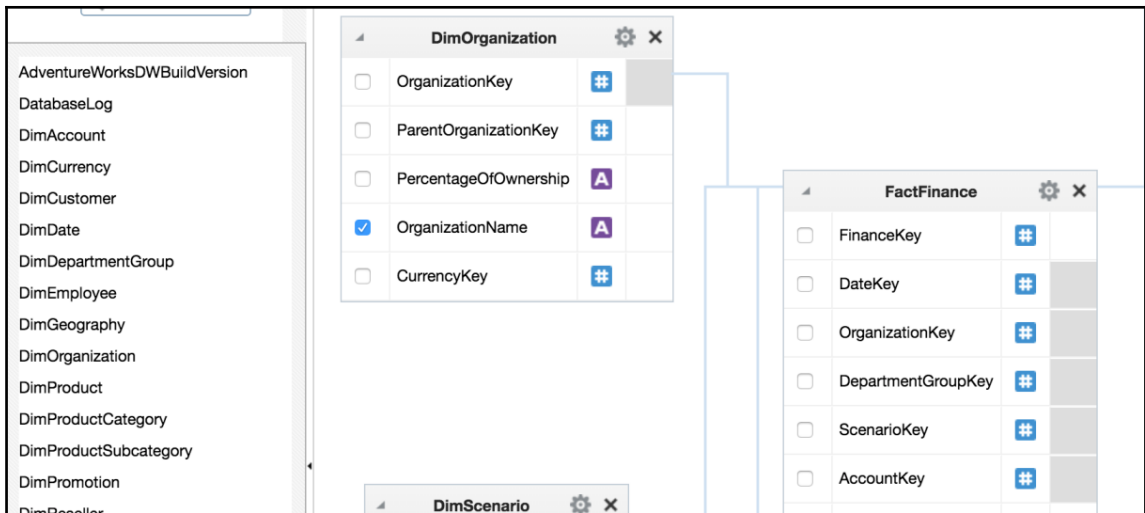 AdventureWorksDWBuildVersion
DatabaseLog
DimAccount
DimCurrency
DimCustomer
DimDate
DimDepartmentGroup
DimEmployee
DimGeography
DimOrganization
DimProduct
DimProductCategory
DimProductSubcategory
DimPromotion
DimReseller
DimOrganization
# OrganizationKey
# ParentOrganizationKey
A PercentageOfOwnership
A OrganizationName
# CurrencyKey
DimScenario
FactFinance
FinanceKey #
DateKey #
OrganizationKey #
DepartmentGroupKey #
ScenarioKey #
AccountKey #